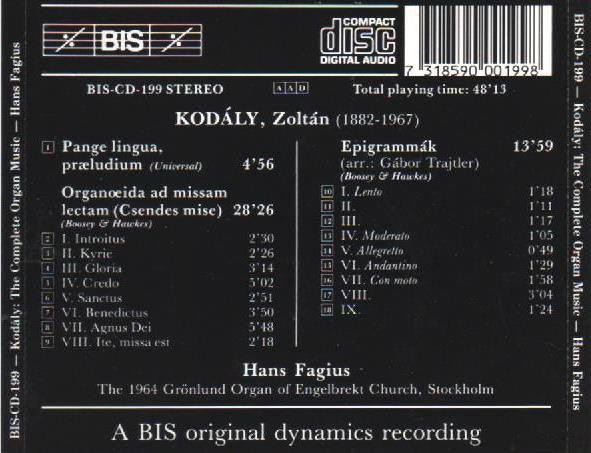 BIS-CD-199 — Kodály: The Complete Organ Music — Hans Fagius
BIS
COMPACT
disc
DIGITAL AUDIO
7 318590 001998
BIS-CD-199 STEREO
A A D
Total playing time: 48'13
KODÁLY, Zoltán (1882-1967)
1 Pange lingua,
præludium (Universal) 4'56
Organoeida ad missam
lectam (Csendes mise) 28'26
(Boosey & Hawkes)
2 I. Introitus 2'30
3 II. Kyrie 2'26
4 III. Gloria 3'14
5 IV. Credo 5'02
6 V. Sanctus 2'51
7 VI. Benedictus 3'50
8 VII. Agnus Dei 5'48
9 VIII. Ite, missa est 2'18
Epigrammák 13'59
(arr.: Gábor Trajtler)
(Boosey & Hawkes)
10 I. Lento 1'18
11 II. 1'11
12 III. 1'17
13 IV. Moderato 1'05
14 V. Allegretto 0'49
15 VI. Andantino 1'29
16 VII. Con moto 1'58
17 VIII. 3'04
18 IX. 1'24
Hans Fagius
The 1964 Grönlund Organ of Engelbrekt Church, Stockholm
A BIS original dynamics recording
BIS-CD-199 — Kodály: The Complete Organ Music — Hans Fagius